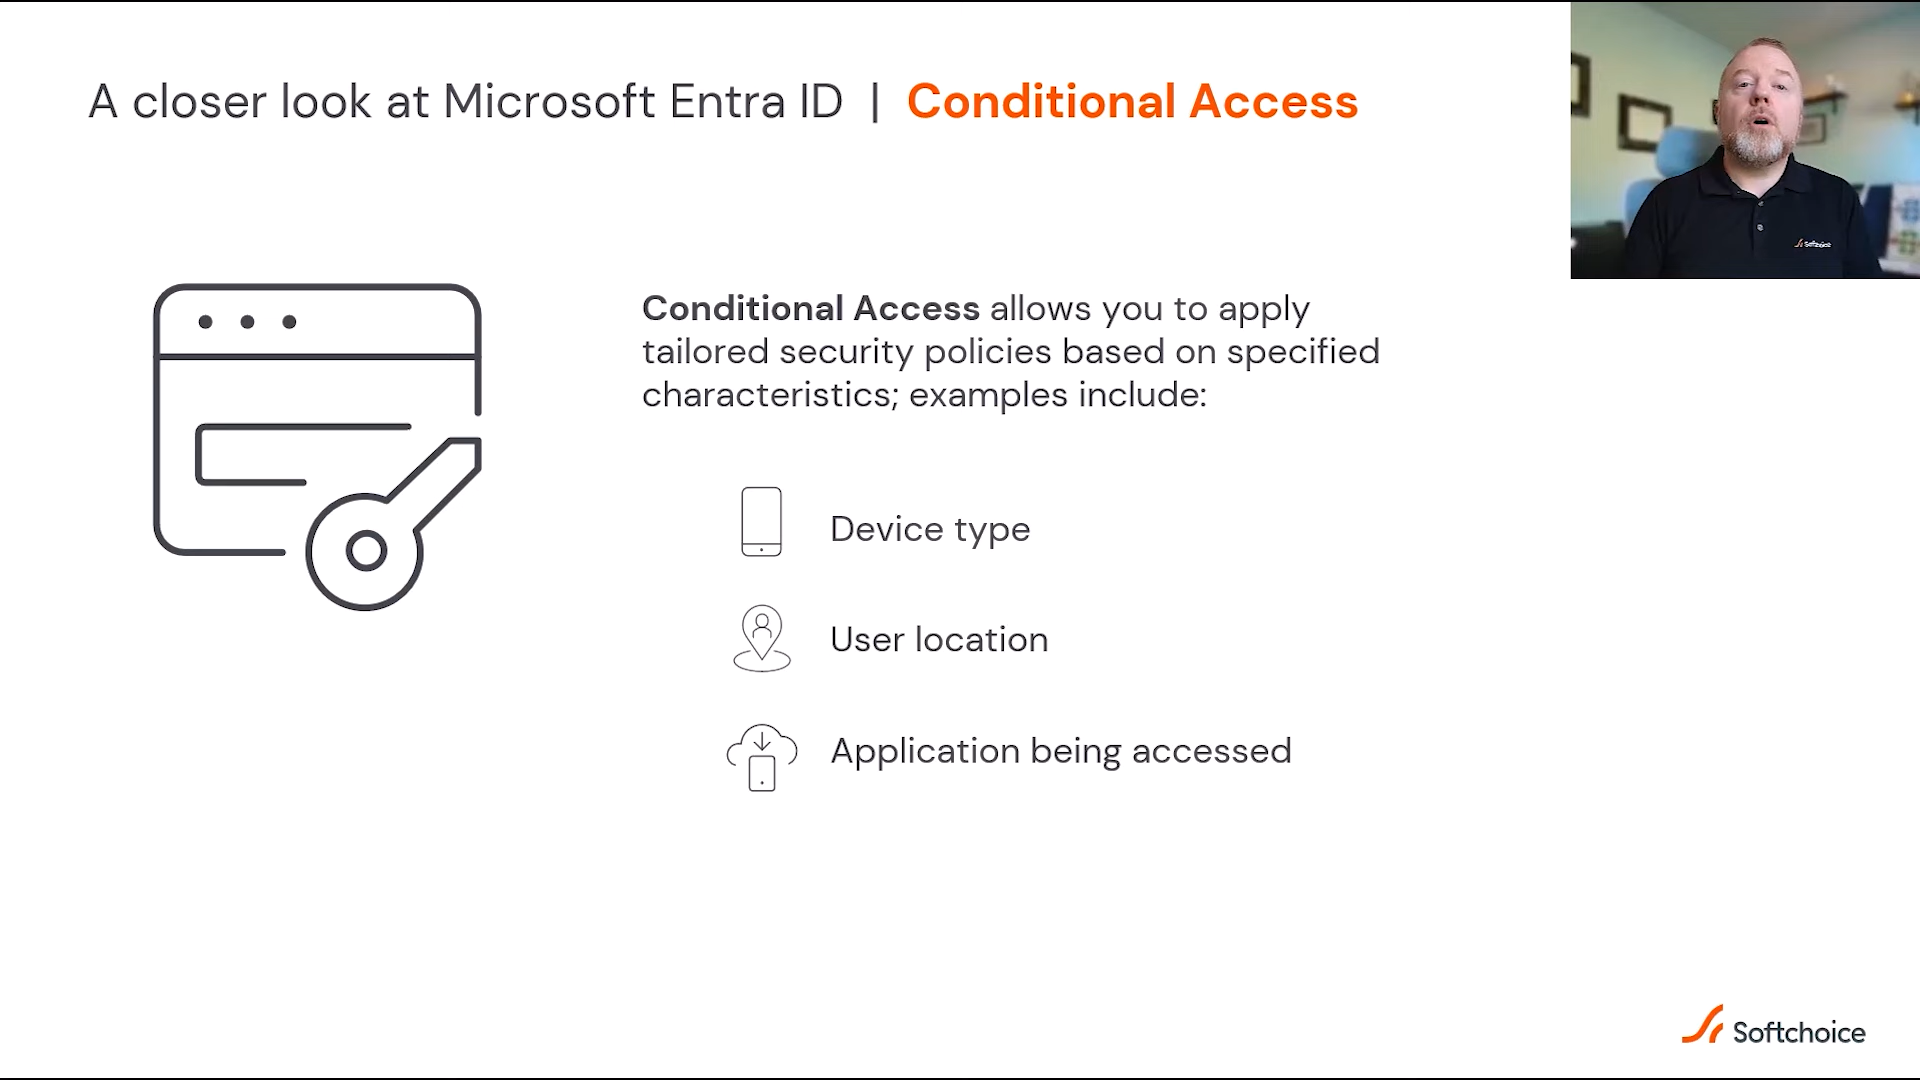 A closer look at Microsoft Entra ID | Conditional Access
Conditional Access allows you to apply
tailored security policies based on specified
characteristics; examples include:
Device type
User location
Application being accessed
Softchoice
Softchoice